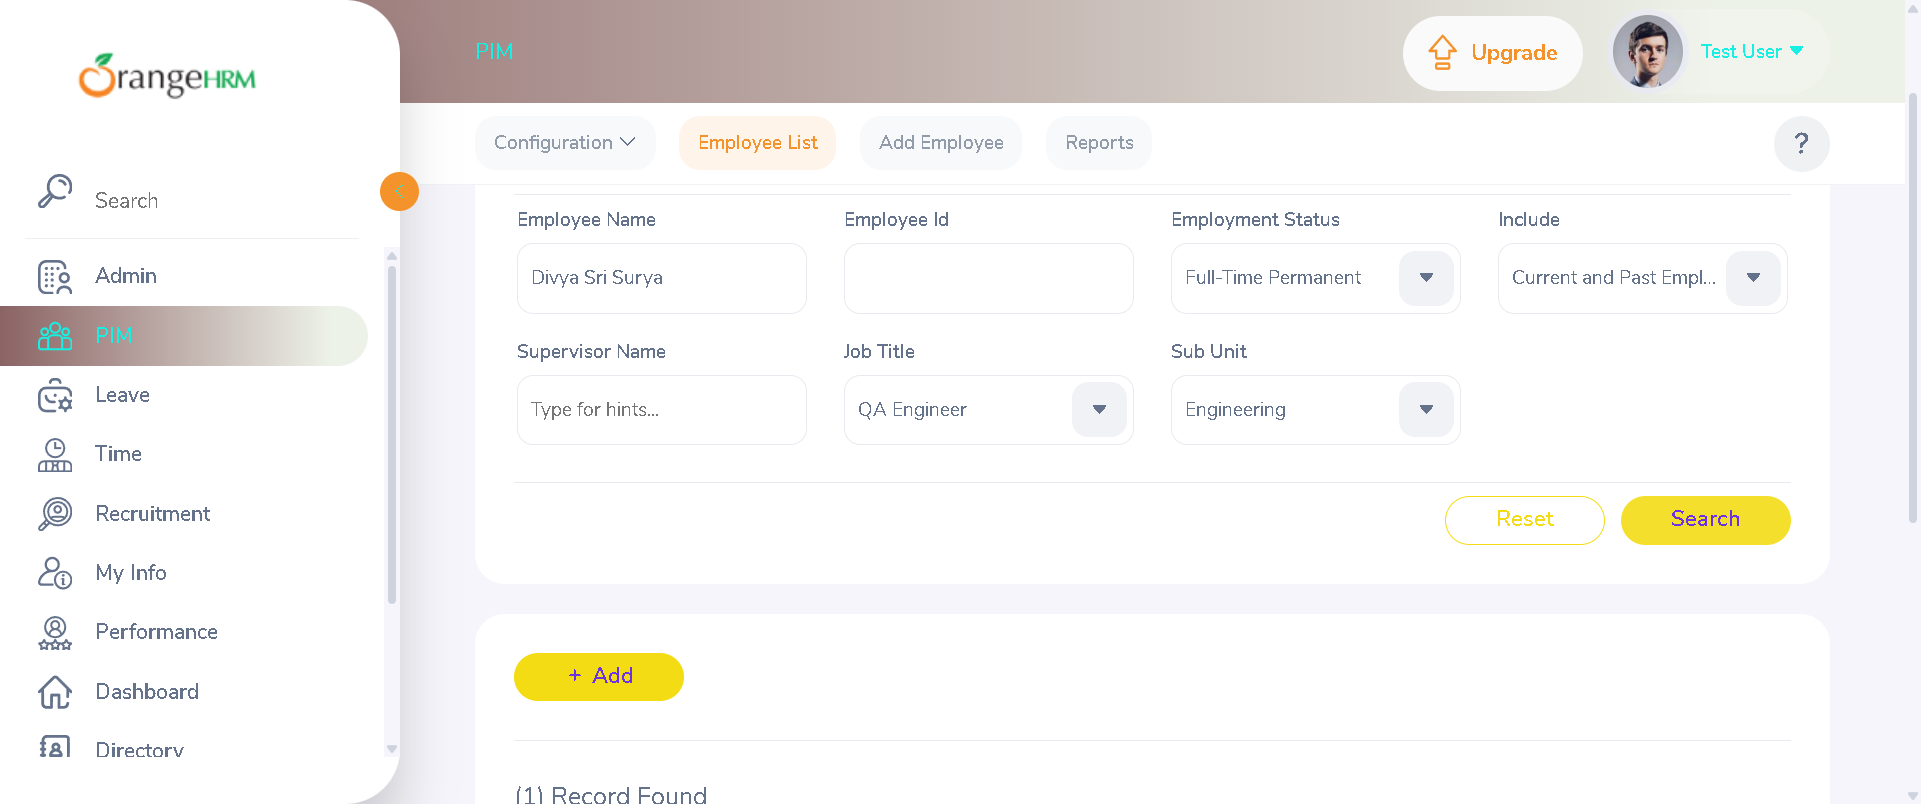 OrangeHRM
PIM
Upgrade
Test User
Configuration
Employee List
Add Employee
Reports
?
Search
Admin
PIM
Leave
Time
Recruitment
My Info
Performance
Dashboard
Directory
Employee Name
Employee Id
Employment Status
Include
Divya Sri Surya
Full-Time Permanent
Current and Past Empl...
Supervisor Name
Job Title
Sub Unit
Type for hints...
QA Engineer
Engineering
Reset
Search
+ Add
(1) Record Found